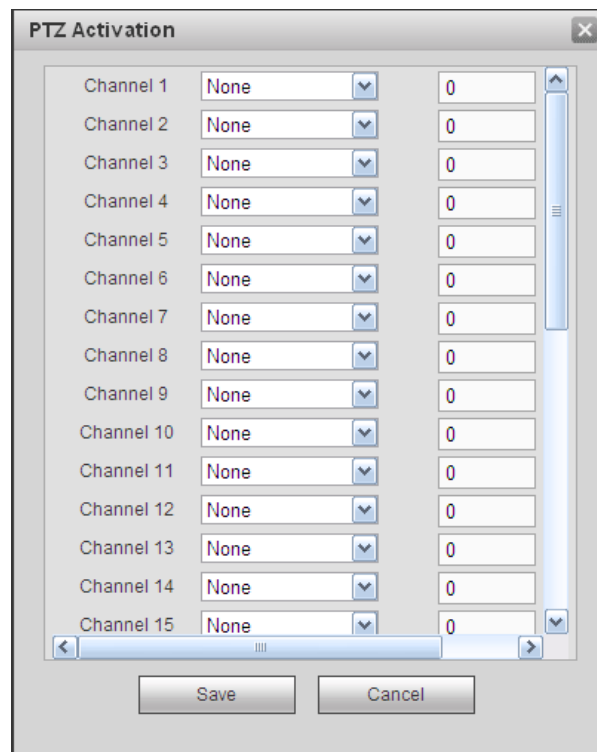 PTZ Activation
Channel 1 None 0
Channel 2 None 0
Channel 3 None 0
Channel 4 None 0
Channel 5 None 0
Channel 6 None 0
Channel 7 None 0
Channel 8 None 0
Channel 9 None 0
Channel 10 None 0
Channel 11 None 0
Channel 12 None 0
Channel 13 None 0
Channel 14 None 0
Channel 15 None 0
Save Cancel